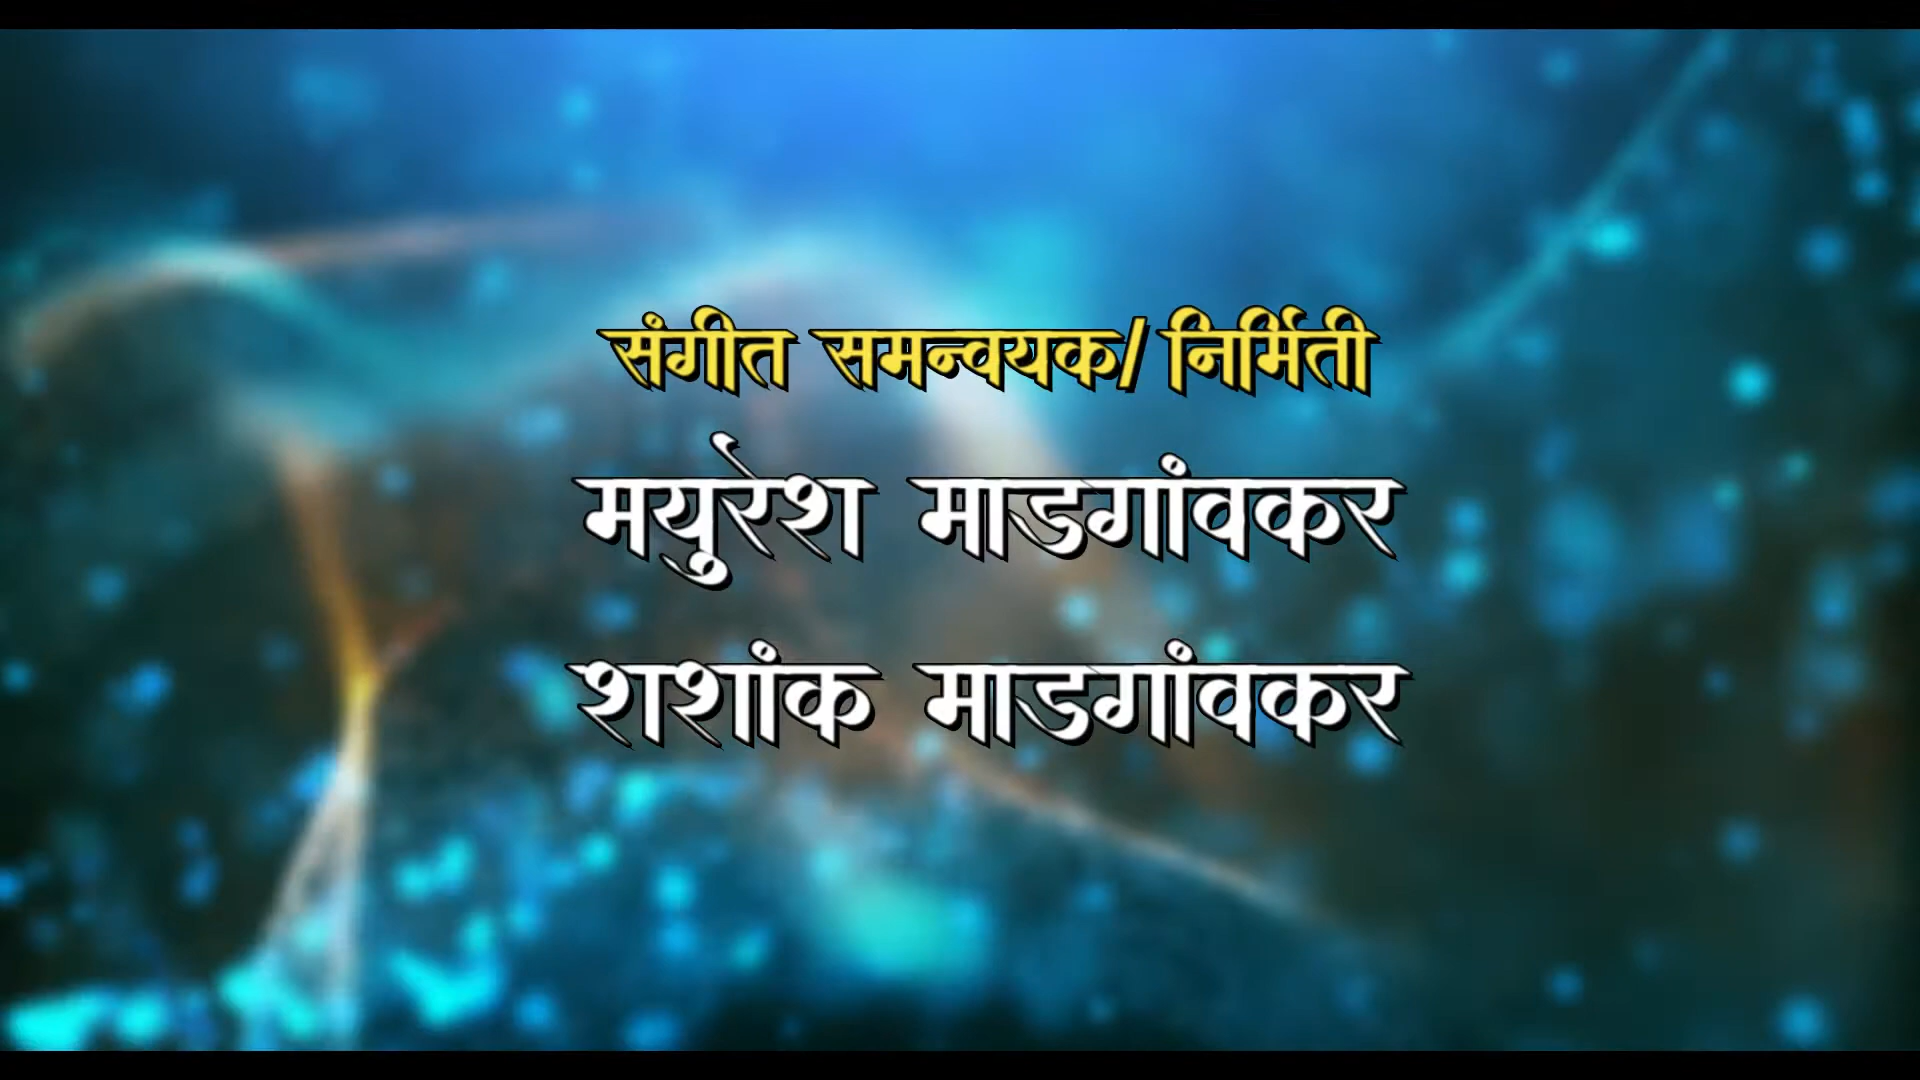 संगीत समन्वयक/ निर्मिती
मयुरेश माडगांवकर
शशांक माडगांवकर